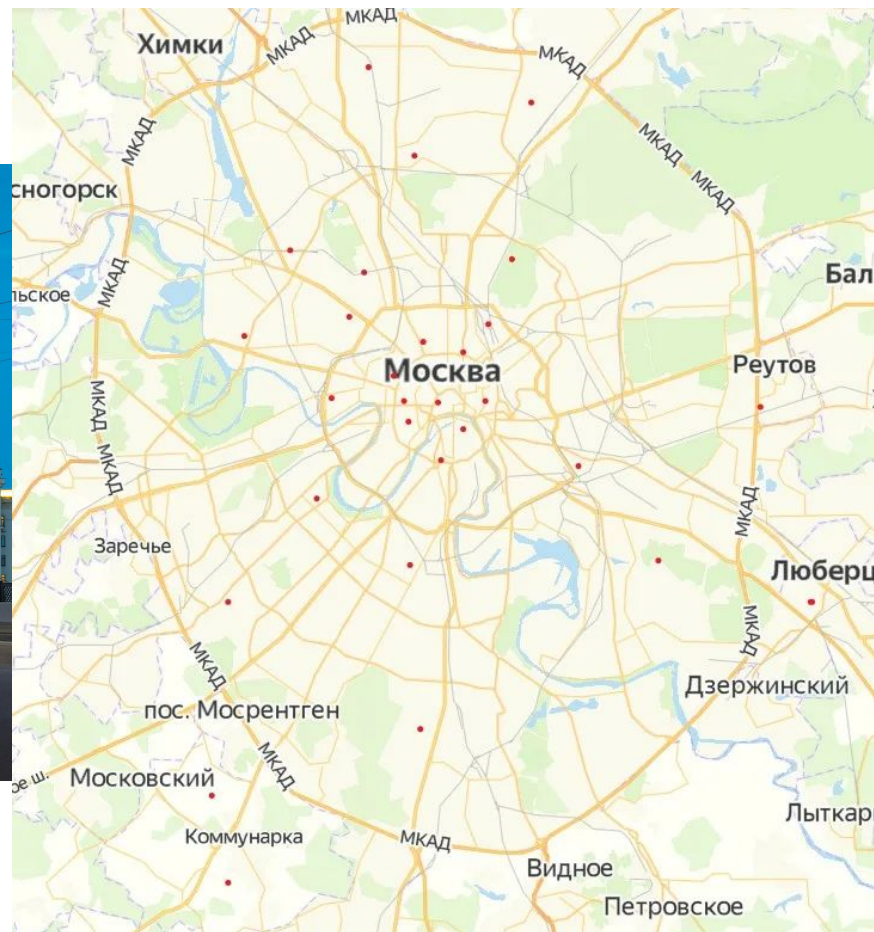 МКАД
Химки
МКАД
МКАД
МКАД
МКАД
МКАД
сногорск
МКАД
Бал
льское
Москва
Реутов
МКАД
МКАД
МКАД
Заречье
Люберц
МКАД
МКАД
Дзержинский
пос. Мосрентген
МКАД
Московский
ое ш.
Лыткар
Коммунарка
МКАД
Видное
Петровское